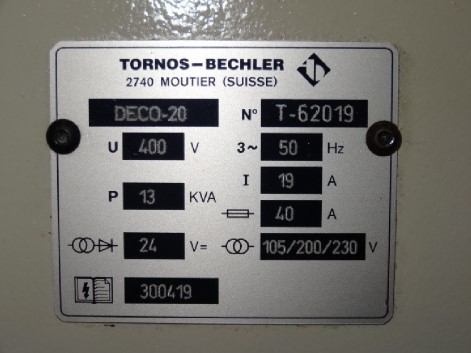 TORNOS-BECHLER
2740 MOUTIER (SUISSE)
DECO-20 N° T-62019
U 400 V 3~ 50 Hz
I 19 A
P 13 KVA
40 A
24 V= 105/200/230 V
300419